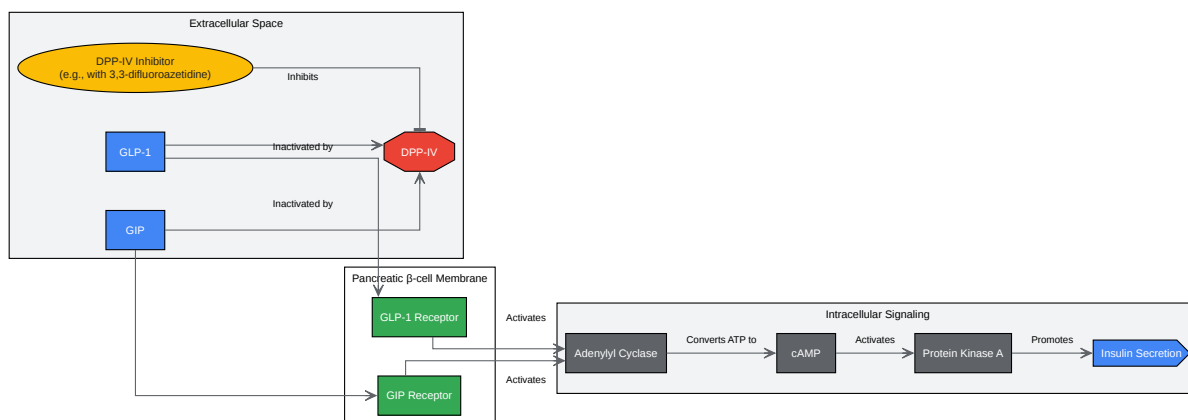 Extracellular Space
DPP-IV Inhibitor
(e.g., with 3,3-difluoroazetidine)
Inhibits
GLP-1
Inactivated by
DPP-IV
Inactivated by
GIP
Pancreatic β-cell Membrane
GLP-1 Receptor
Activates
GIP Receptor
Activates
Intracellular Signaling
Adenylyl Cyclase
Converts ATP to
cAMP
Activates
Protein Kinase A
Promotes
Insulin Secretion